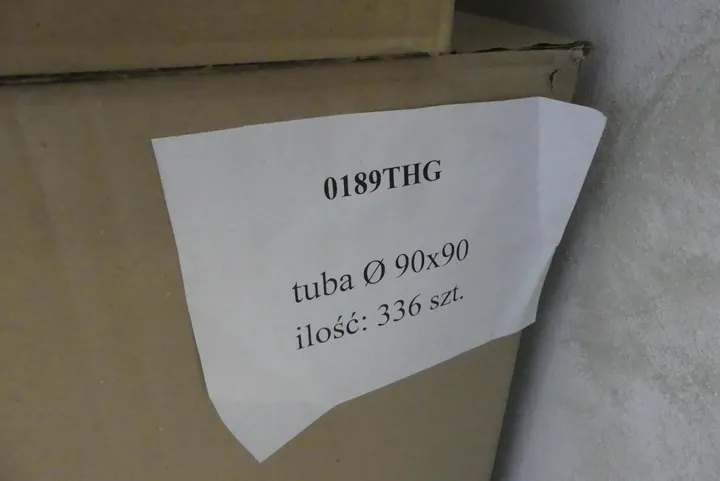 0189THG
tuba Ø 90x90
ilość: 336 szt.